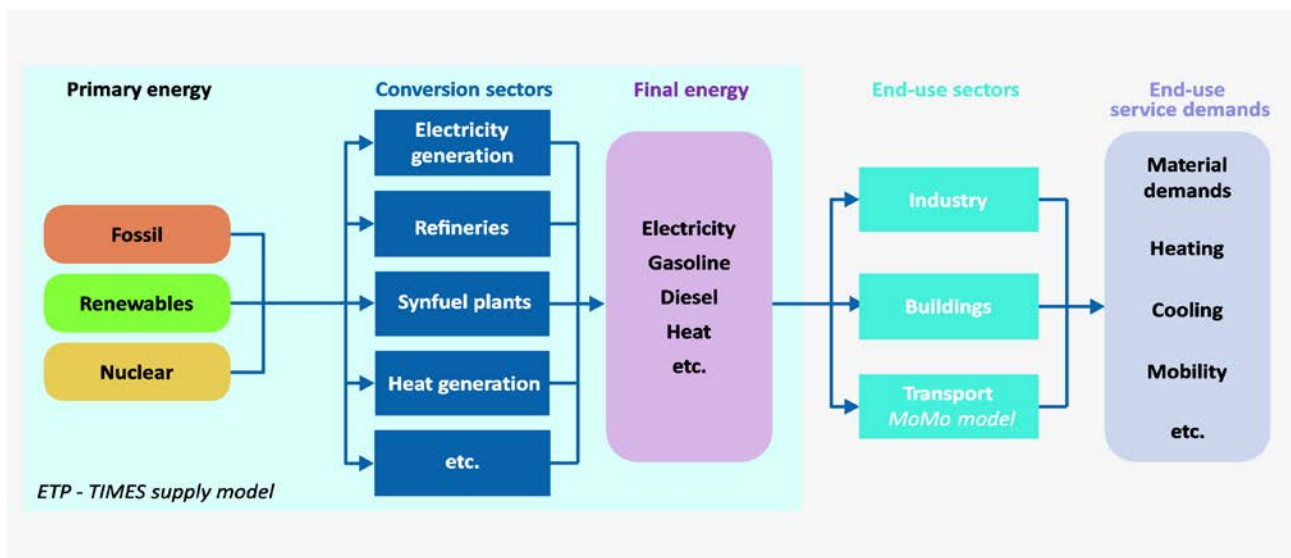 Primary energy
Fossil
Renewables
Nuclear
ETP - TIMES supply model
Conversion sectors
Electricity
generation
Refineries
Synfuel plants
Heat generation
etc.
Final energy
Electricity
Gasoline
Diesel
Heat
etc.
End-use sectors
Industry
Buildings
Transport
MoMo model
End-use
service demands
Material
demands
Heating
Cooling
Mobility
etc.